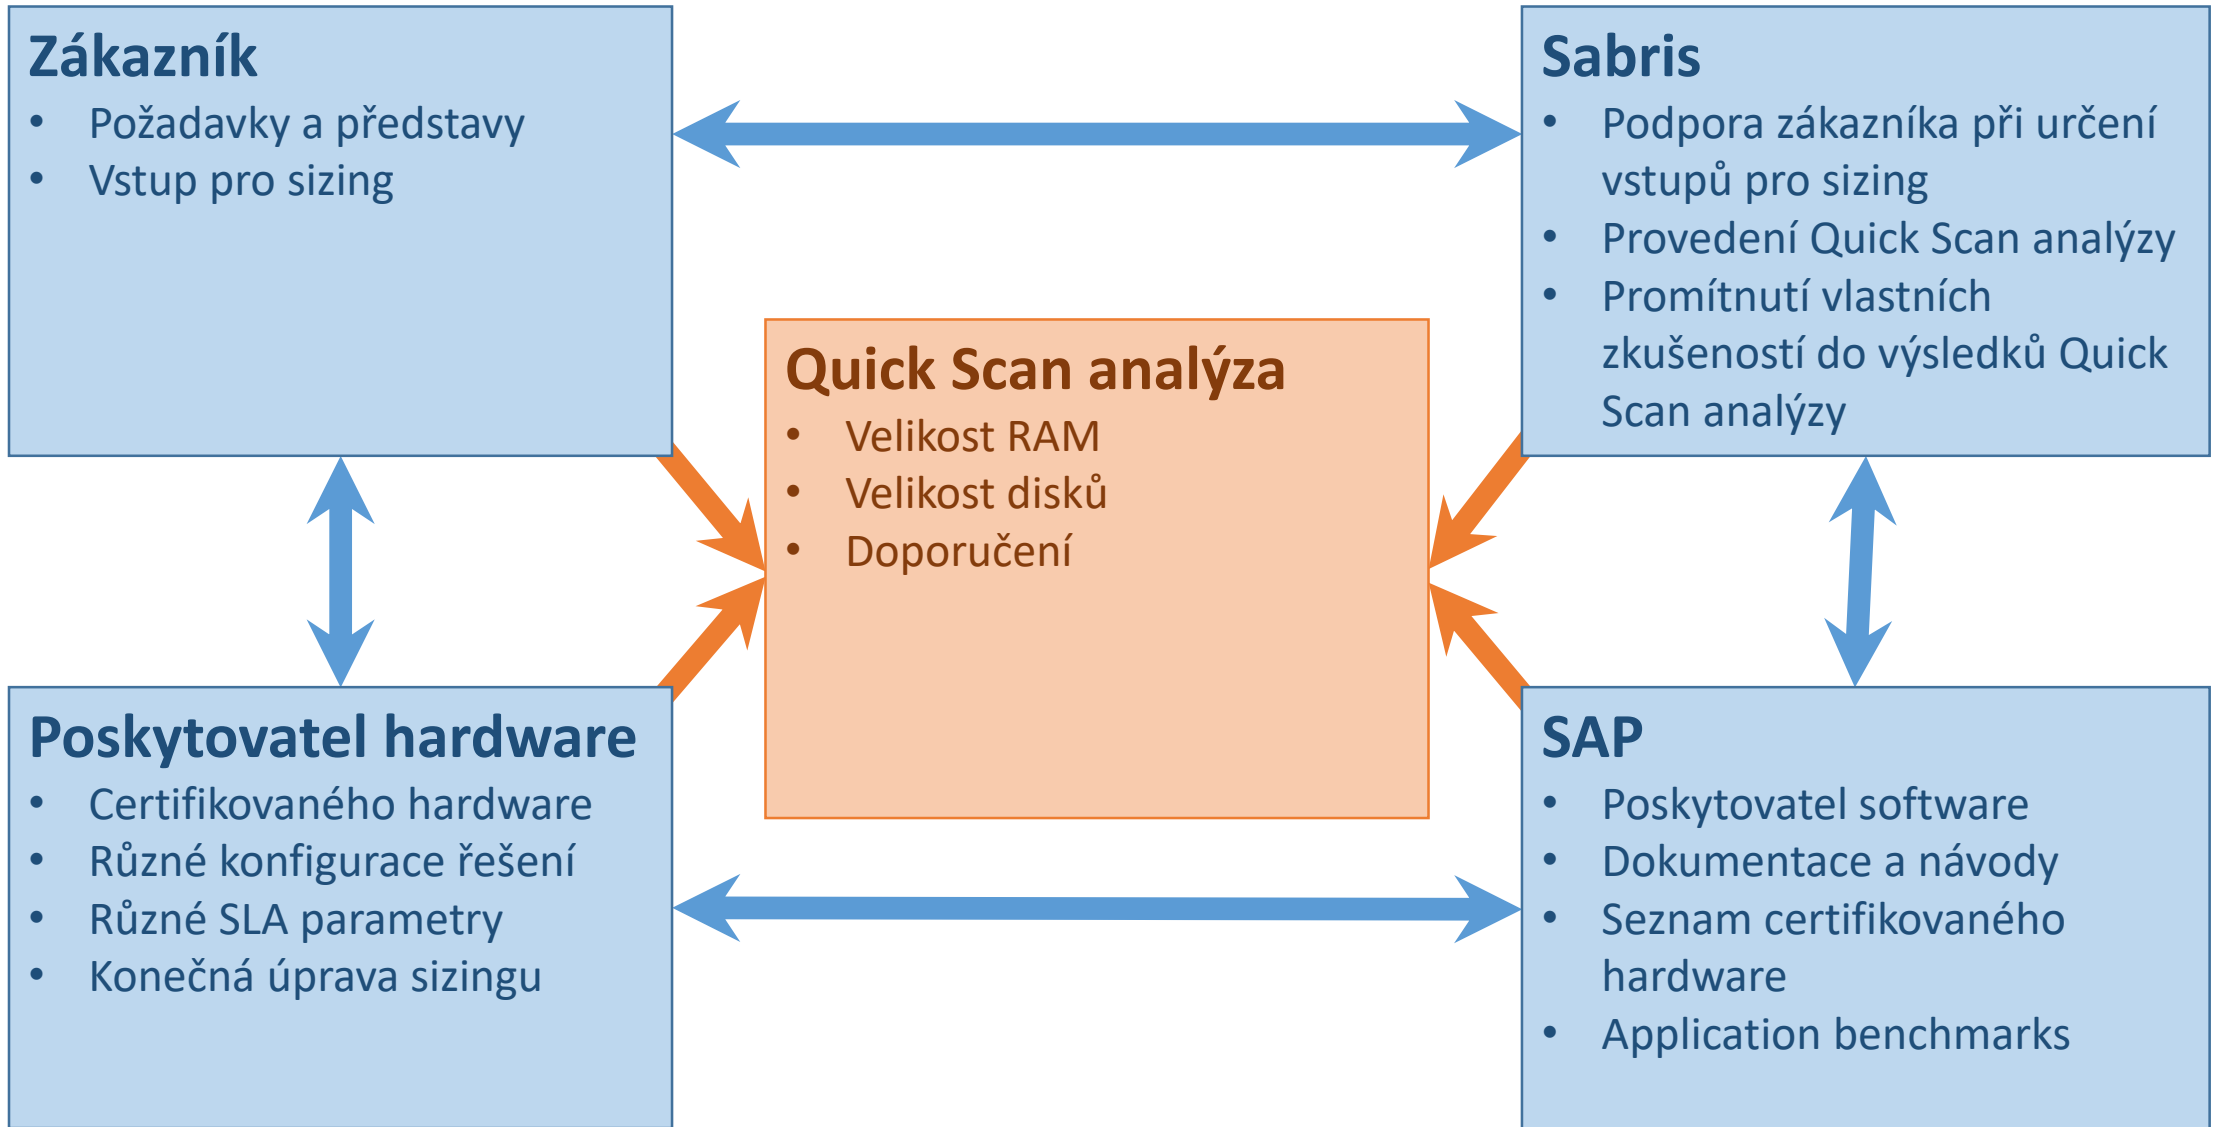 Zákazník
• Požadavky a představy
• Vstup pro sizing
Sabris
• Podpora zákazníka při určení
vstupů pro sizing
• Provedení Quick Scan analýzy
• Promítnutí vlastních
zkušeností do výsledků Quick
Scan analýzy
Quick Scan analýza
• Velikost RAM
• Velikost disků
• Doporučení
Poskytovatel hardware
• Certifikovaného hardware
• Různé konfigurace řešení
• Různé SLA parametry
• Konečná úprava sizingu
SAP
• Poskytovatel software
• Dokumentace a návody
• Seznam certifikovaného
hardware
• Application benchmarks